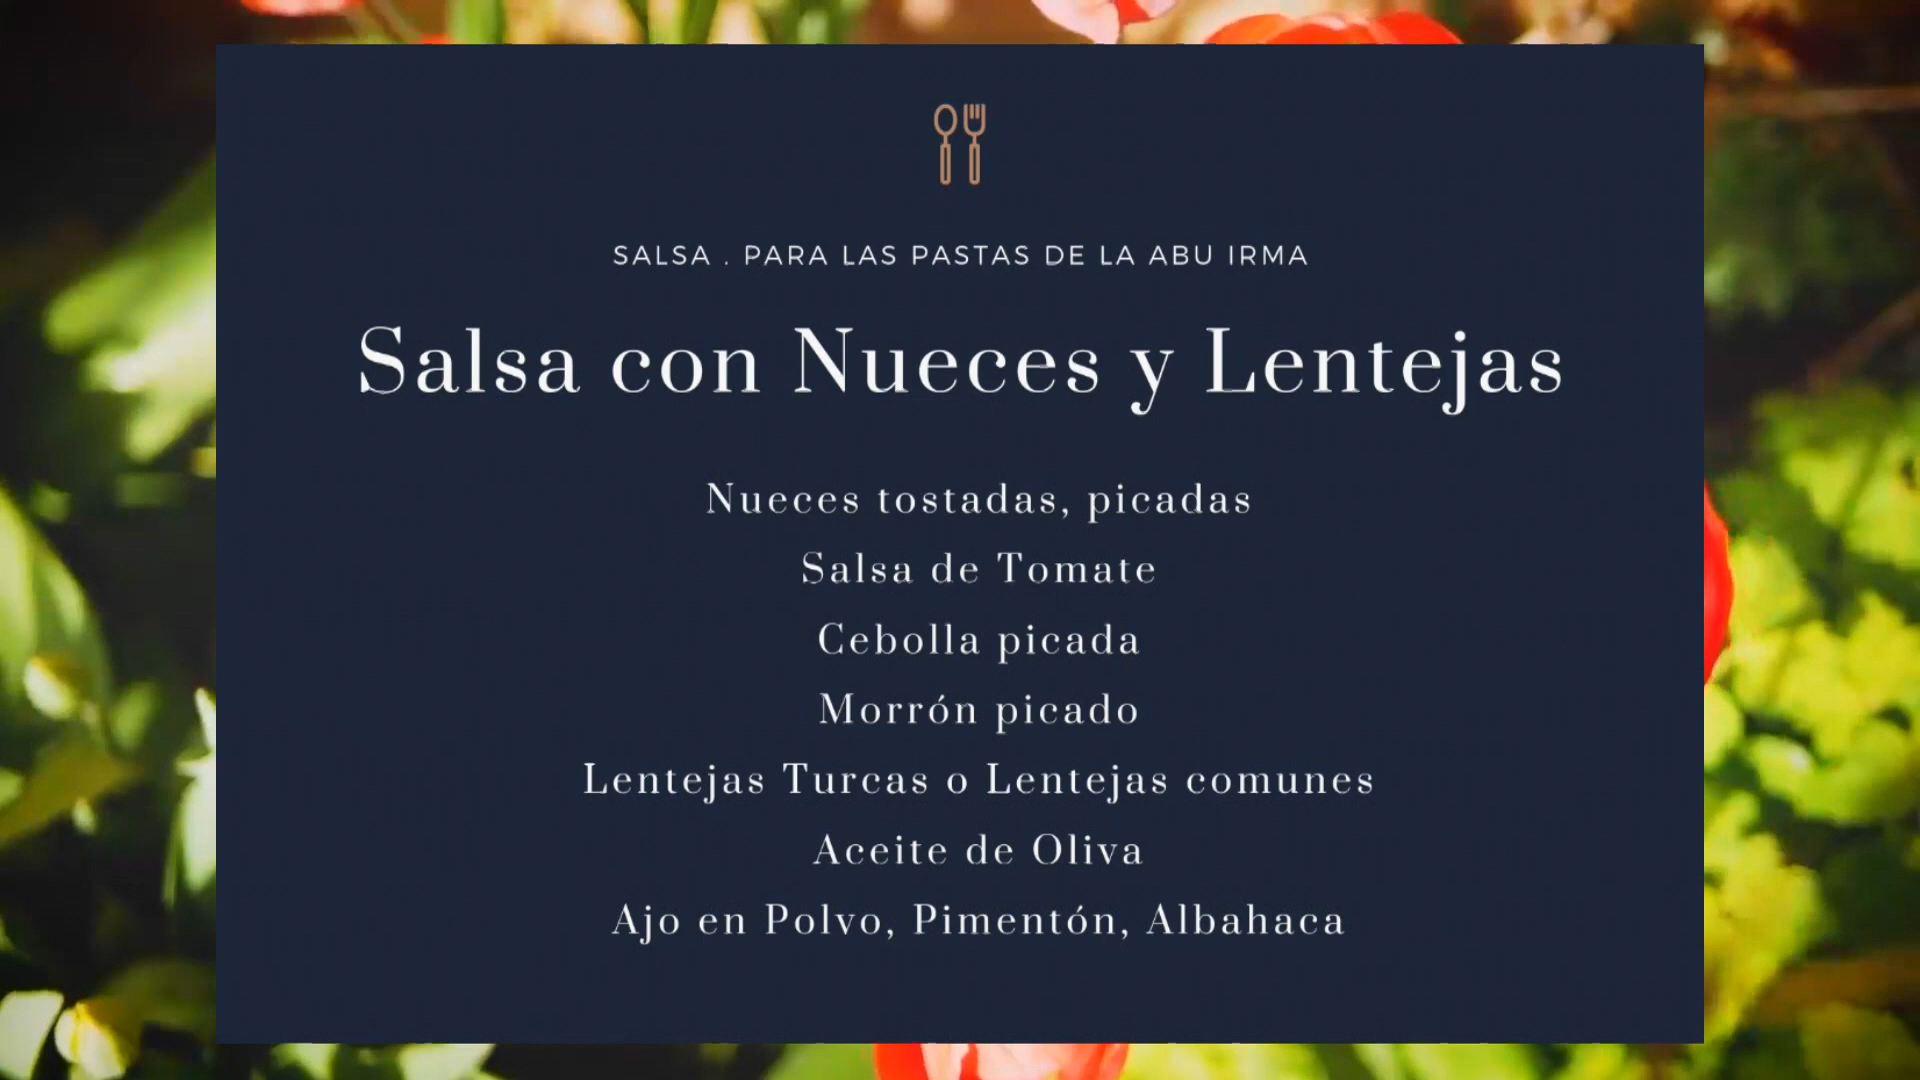 SALSA . PARA LAS PASTAS DE LA ABU IRMA
Salsa con Nueces y Lentejas
Nueces tostadas, picadas
Salsa de Tomate
Cebolla picada
Morrón picado
Lentejas Turcas o Lentejas comunes
Aceite de Oliva
Ajo en Polvo, Pimentón, Albahaca